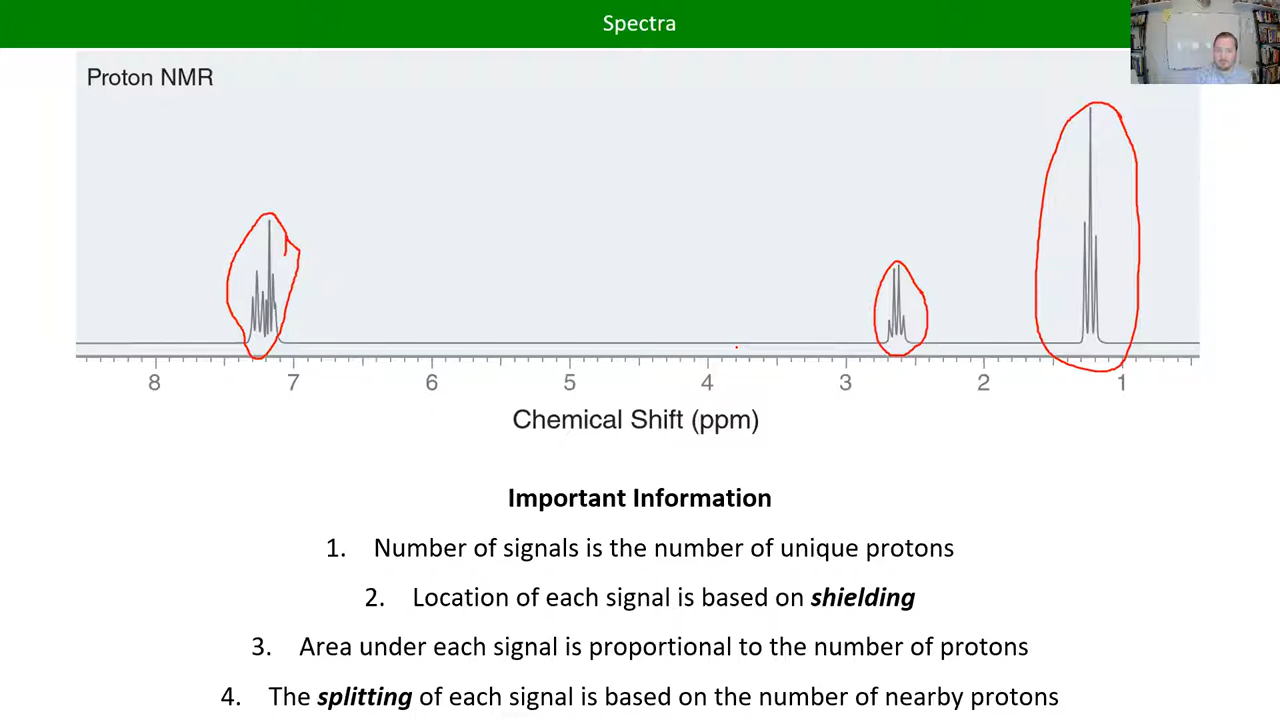 Spectra
Proton NMR
8 7 6 5 4 3 2 1
Chemical Shift (ppm)
Important Information
1. Number of signals is the number of unique protons
2. Location of each signal is based on shielding
3. Area under each signal is proportional to the number of protons
4. The splitting of each signal is based on the number of nearby protons